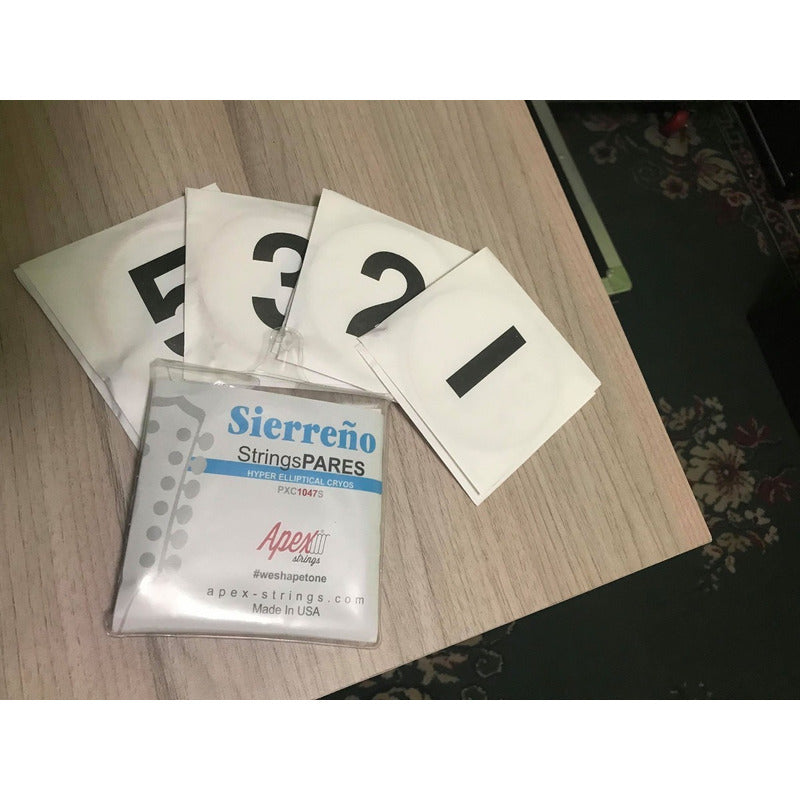 5
3
2
1
Sierreño
StringsPARES
HYPER ELLIPTICAL CRYOS
PXC1047S
Apex
strings
#weshapetone
apex-strings.com
Made In USA